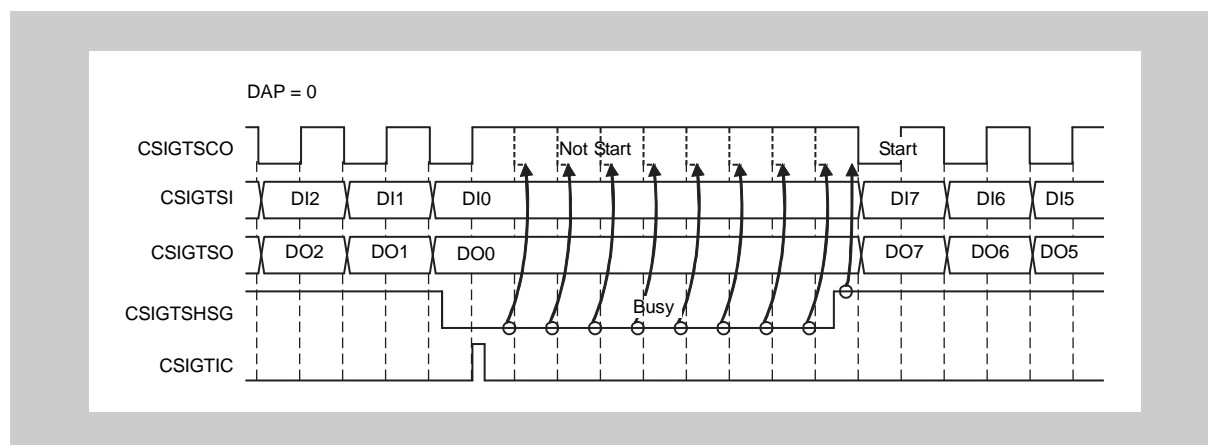 DAP = 0
CSIGTSCO
Not Start
Start
CSIGTSI
DI2
DI1
DI0
DI7
DI6
DI5
CSIGTSO
DO2
DO1
DO0
DO7
DO6
DO5
CSIGTSHSG
Busy
CSIGTIC